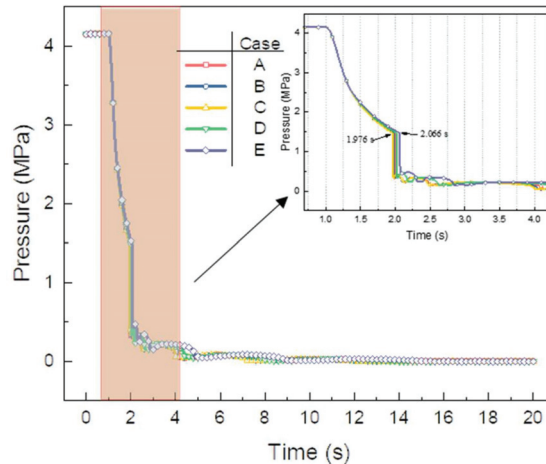 Case
A
B
C
D
E
Pressure (MPa)
4
3
2
1
0
0 2 4 6 8 10 12 14 16 18 20
Time (s)
Pressure (MPa)
4
3
2
1
0
1.976 s
2.066 s
1.0 1.5 2.0 2.5 3.0 3.5 4.0
Time (s)